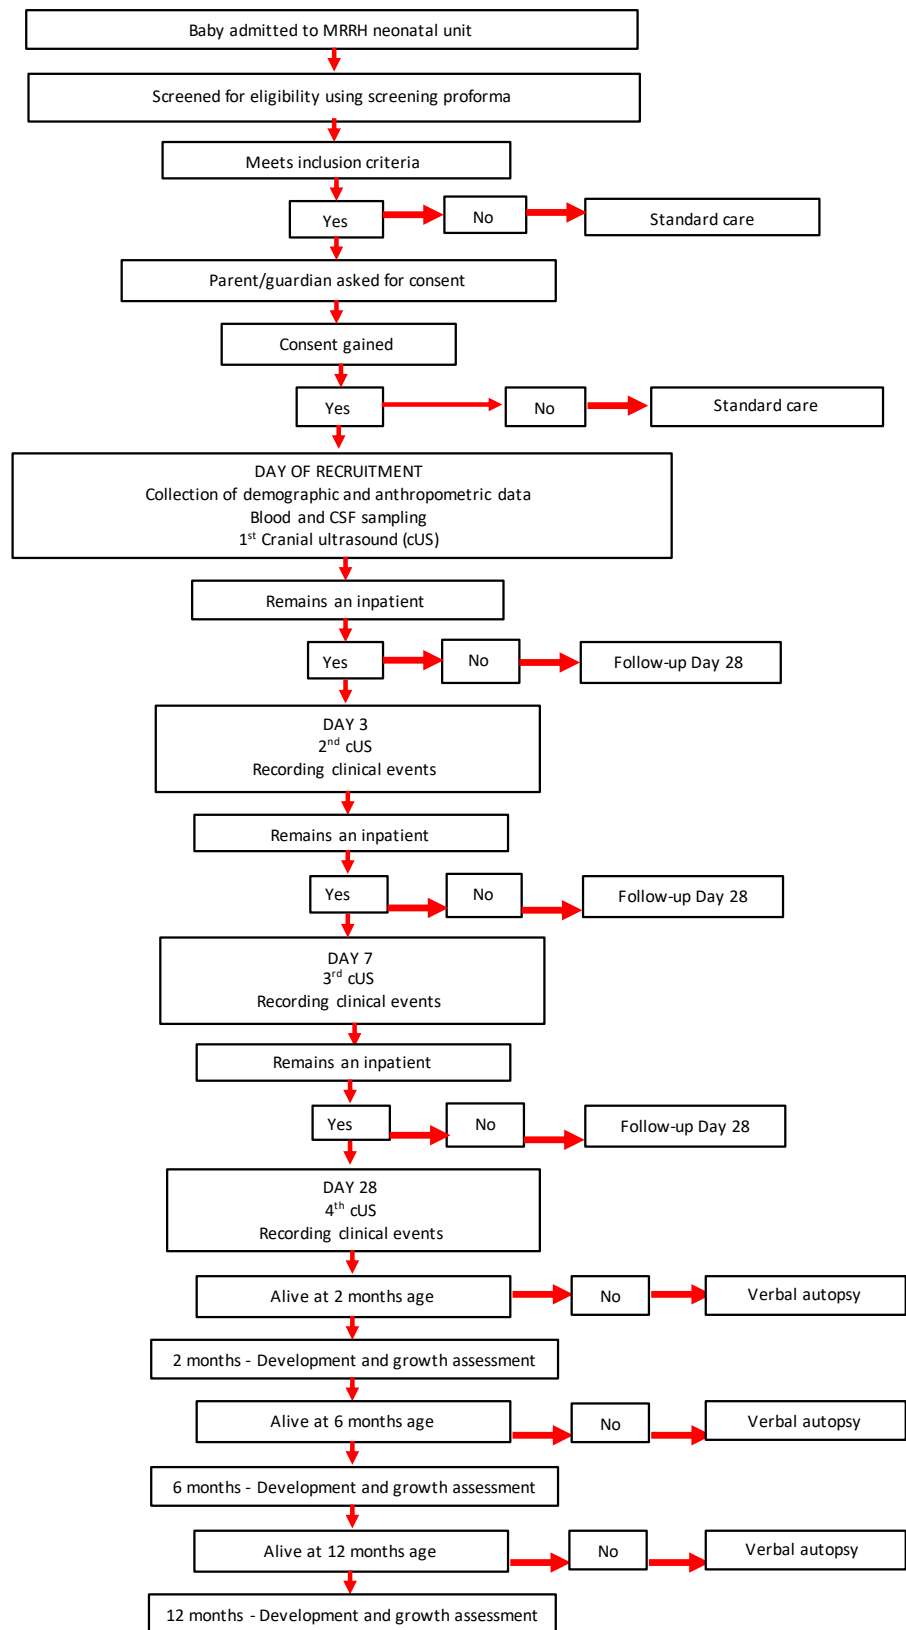 Baby admitted to MRRH neonatal unit
Screened for eligibility using screening proforma
Meets inclusion criteria
Yes
No
Standard care
Parent/guardian asked for consent
Consent gained
Yes
No
Standard care
DAY OF RECRUITMENT
Collection of demographic and anthropometric data
Blood and CSF sampling
1st Cranial ultrasound (cUS)
Remains an inpatient
Yes
No
Follow-up Day 28
DAY 3
2nd cUS
Recording clinical events
Remains an inpatient
Yes
No
Follow-up Day 28
DAY 7
3rd cUS
Recording clinical events
Remains an inpatient
Yes
No
Follow-up Day 28
DAY 28
4th cUS
Recording clinical events
Alive at 2 months age
No
Verbal autopsy
2 months - Development and growth assessment
Alive at 6 months age
No
Verbal autopsy
6 months - Development and growth assessment
Alive at 12 months age
No
Verbal autopsy
12 months - Development and growth assessment